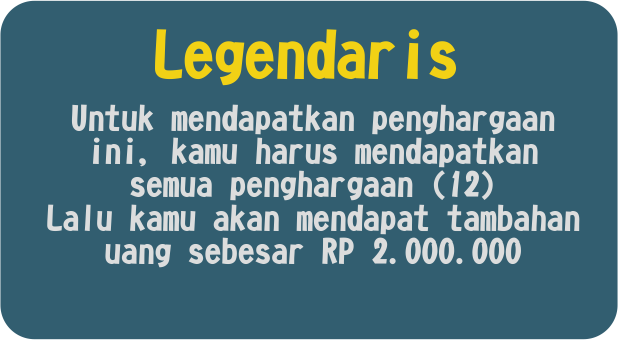 Legendaris
Untuk mendapatkan penghargaan
ini, kamu harus mendapatkan
semua penghargaan (12)
Lalu kamu akan mendapat tambahan
uang sebesar RP 2.000.000